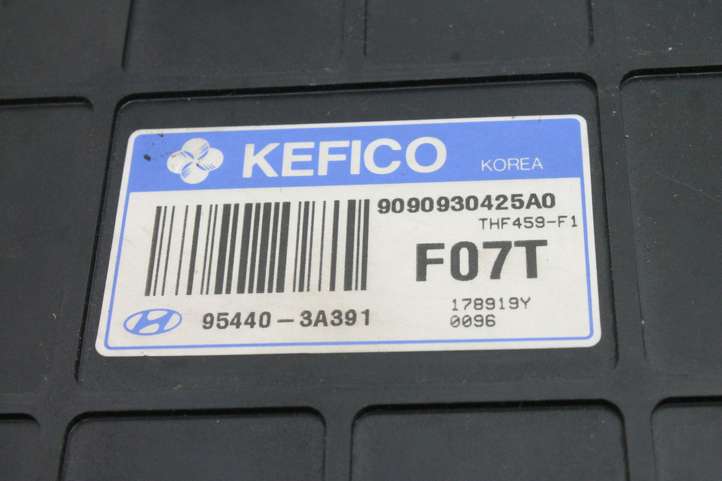 KEFICO KOREA
9090930425A0
THF459-F1
F07T
95440-3A391
178919Y
0096